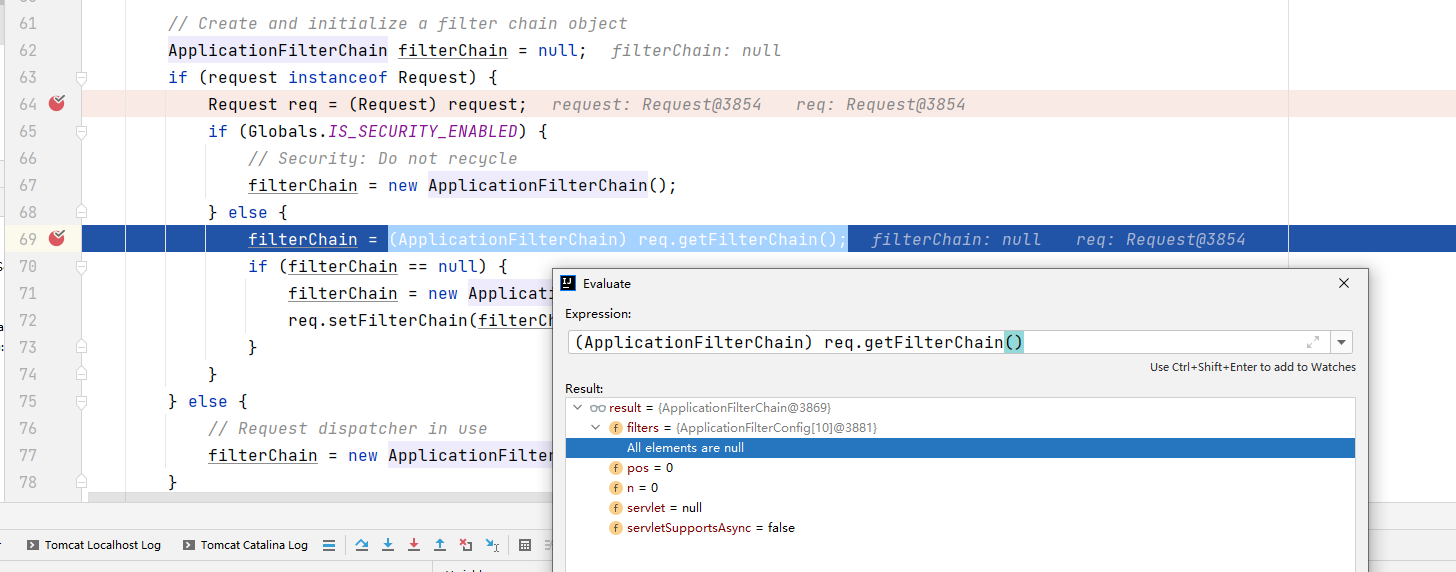 61 // Create and initialize a filter chain object
62 ApplicationFilterChain filterChain = null; filterChain: null
63 if (request instanceof Request) {
64 Request req = (Request) request; request: Request@3854 req: Request@3854
65 if (Globals.IS_SECURITY_ENABLED) {
66 // Security: Do not recycle
67 filterChain = new ApplicationFilterChain();
68 } else {
69 filterChain = (ApplicationFilterChain) req.getFilterChain(); filterChain: null req: Request@3854
70 if (filterChain == null) {
71 filterChain = new Applicati
72 req.setFilterChain(filterCh
73 }
74 }
75 } else {
76 // Request dispatcher in use
77 filterChain = new ApplicationFilter
78 }
Evaluate
Expression:
(ApplicationFilterChain) req.getFilterChain()
Use Ctrl+Shift+Enter to add to Watches
Result:
result = {ApplicationFilterChain@3869}
filters = {ApplicationFilterConfig[10]@3881}
All elements are null
pos = 0
n = 0
servlet = null
servletSupportsAsync = false
Tomcat Localhost Log Tomcat Catalina Log